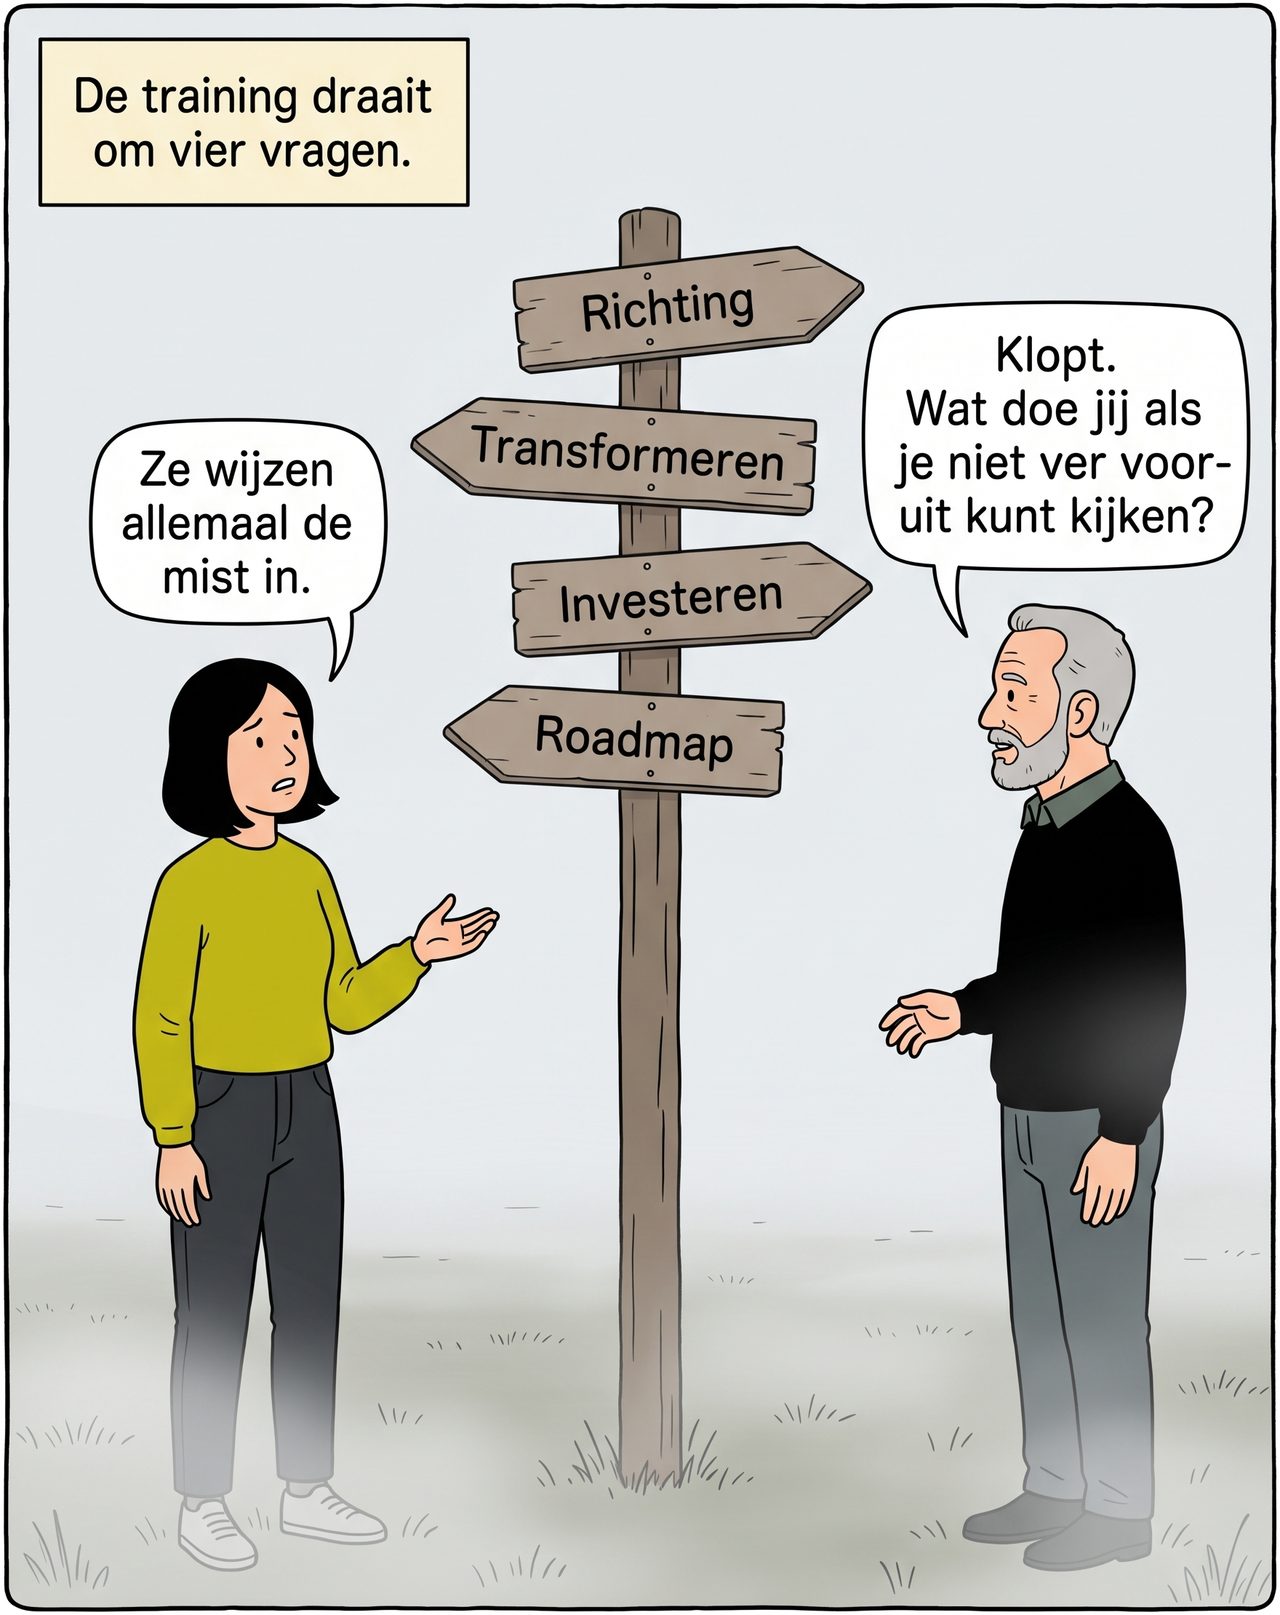 De training draait
om vier vragen.
Richting
Transformeren
Investeren
Roadmap
Ze wijzen
allemaal de
mist in.
Klopt.
Wat doe jij als
je niet ver voor-
uit kunt kijken?